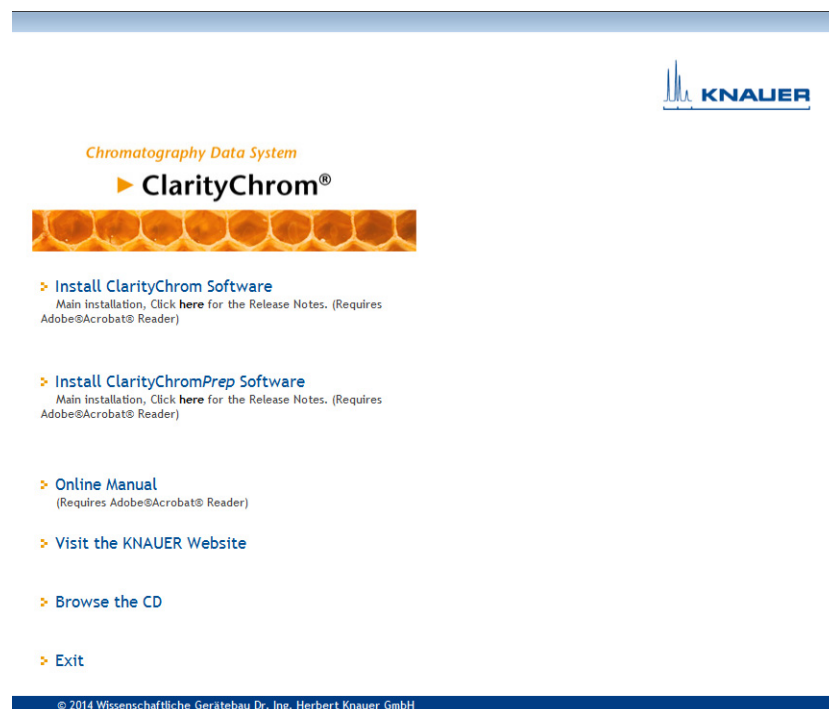 KNAUER
Chromatography Data System
ClarityChrom®
Install ClarityChrom Software
Main installation, Click here for the Release Notes. (Requires
Adobe®Acrobat® Reader)
Install ClarityChromPrep Software
Main installation, Click here for the Release Notes. (Requires
Adobe®Acrobat® Reader)
Online Manual
(Requires Adobe®Acrobat® Reader)
Visit the KNAUER Website
Browse the CD
Exit
© 2014 Wissenschaftliche Gerätebau Dr. Ing. Herbert Knauer GmbH